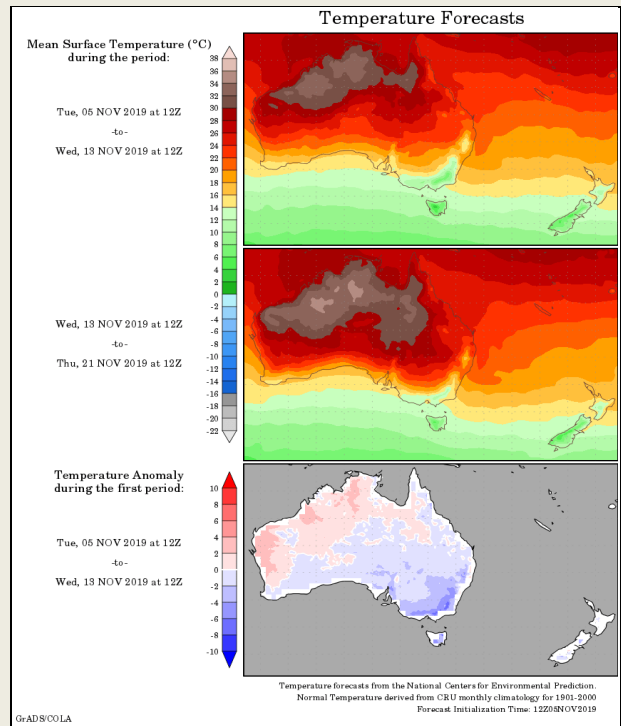 Temperature Forecasts
Mean Surface Temperature (°C)
during the period:
Tue, 05 NOV 2019 at 12Z
-to-
Wed, 13 NOV 2019 at 12Z
38
36
34
32
30
28
26
24
22
20
18
16
14
12
10
8
6
4
2
0
-2
-4
-6
-8
-10
-12
-14
-16
-18
-20
-22
Wed, 13 NOV 2019 at 12Z
-to-
Thu, 21 NOV 2019 at 12Z
Temperature Anomaly
during the first period:
Tue, 05 NOV 2019 at 12Z
-to-
Wed, 13 NOV 2019 at 12Z
10
8
6
4
2
0
-2
-4
-6
-8
-10
Temperature forecasts from the National Centers for Environmental Prediction.
Normal Temperature derived from CRU monthly climatology for 1901-2000
Forecast Initialization Time: 12Z05NOV2019
GrADS/COLA